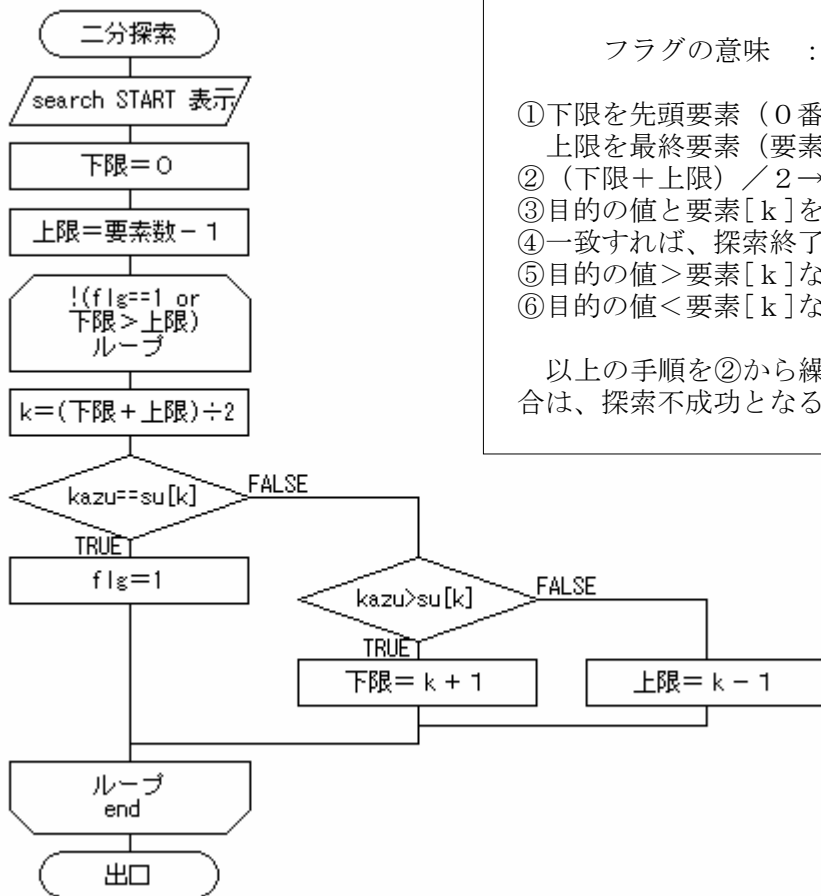 二分探索
search START 表示
下限=0
上限=要素数-1
!(flg==1 or
下限>上限)
ループ
k=(下限+上限)÷2
kazu==su[k]
FALSE
TRUE
flg=1
kazu>su[k]
FALSE
TRUE
下限=k+1
上限=k-1
ループ
end
出口
フラグの意味 :
①下限を先頭要素(0番
上限を最終要素(要素
②(下限+上限)/2→
③目的の値と要素[k]を
④一致すれば、探索終了
⑤目的の値>要素[k]な
⑥目的の値<要素[k]な
以上の手順を②から繰
合は、探索不成功となる